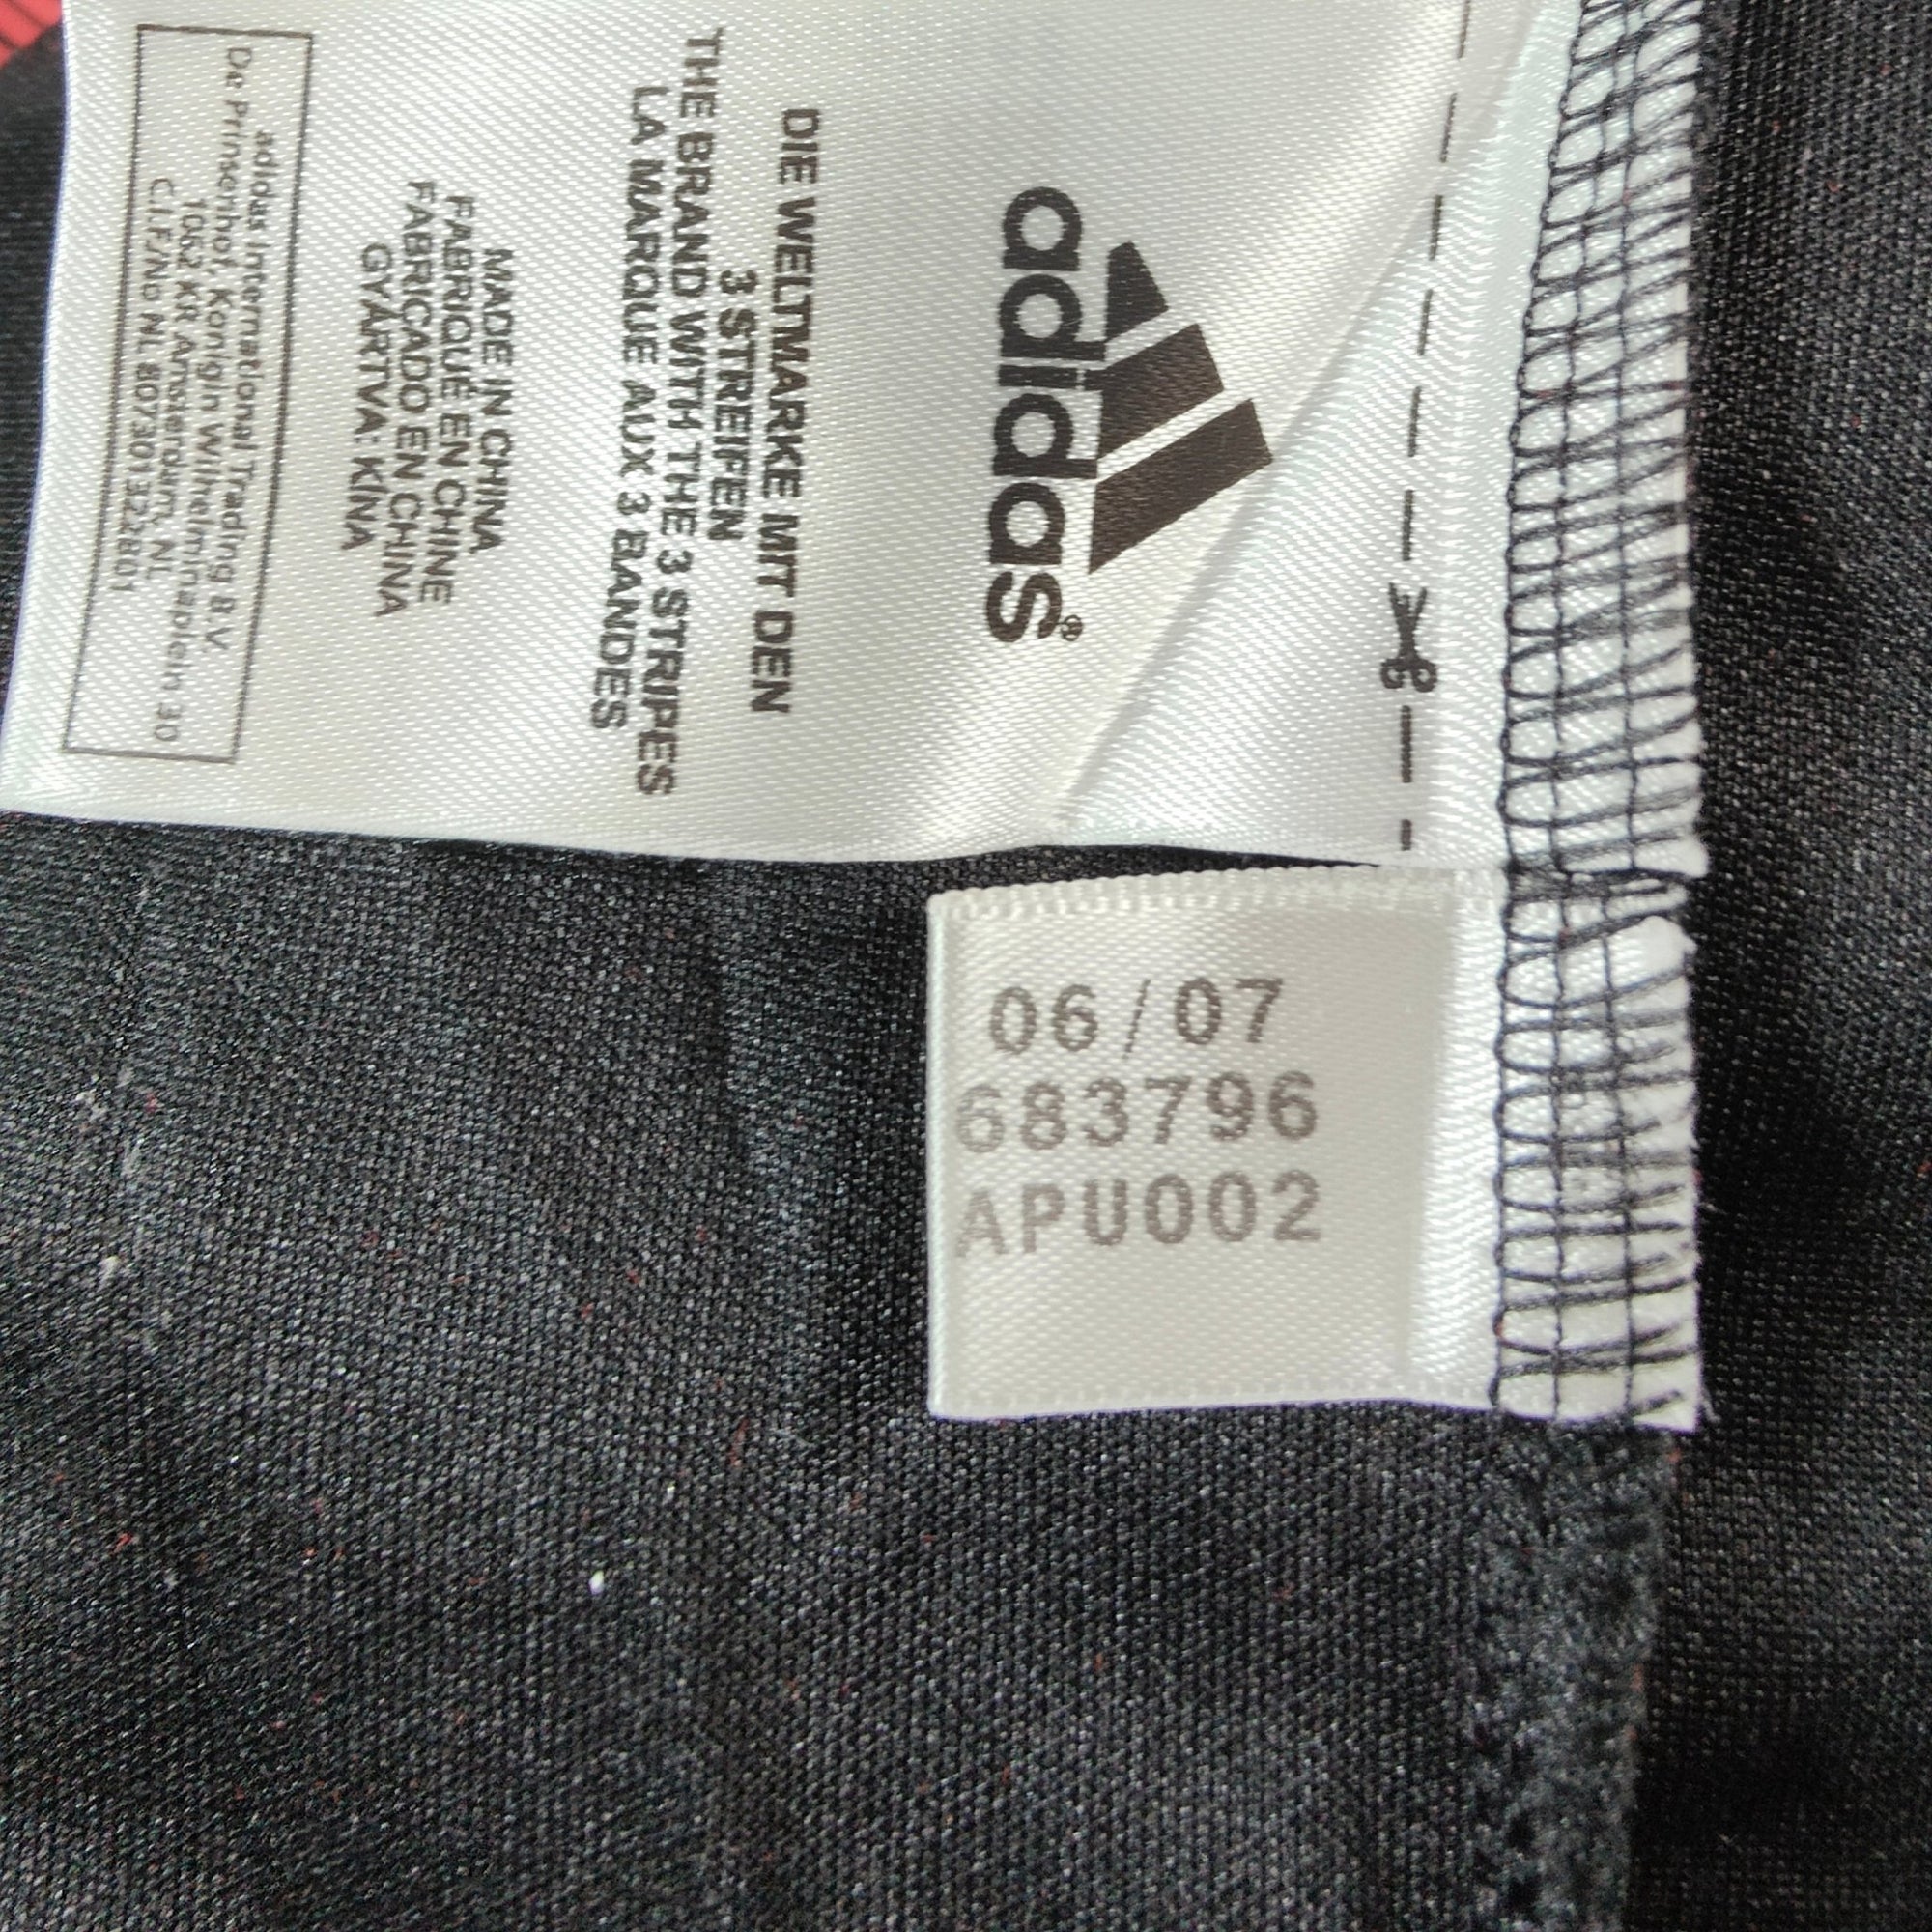 adidas®
DIE WELTMARKE MIT DEN
3 STREIFEN
THE BRAND WITH THE 3 STRIPES
LA MARQUE AUX 3 BANDES
MADE IN CHINA
FABRIQUÉ EN CHINE
FABRICADO EN CHINA
GYÁRTVA: KÍNA
adidas International Trading B.V.
De Prinsenhof, Konigin Wilhelminaplein 30
1062 KR Amsterdam, NL
C.I.F./No NL 8073013.22B01
06/07
683796
APU002